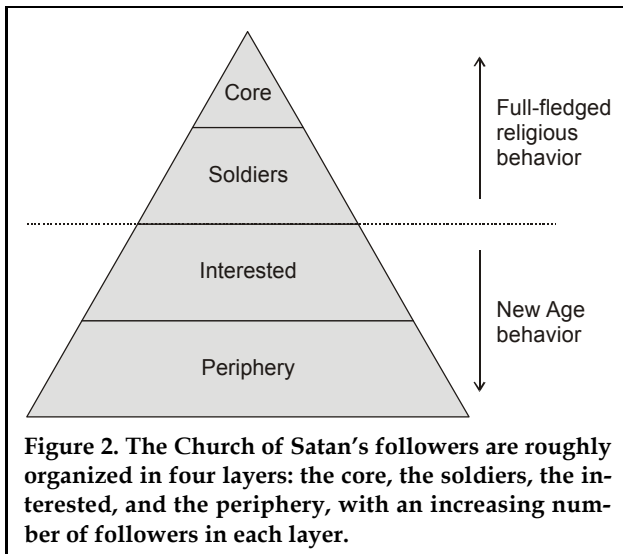 Core
Full-fledged
religious
behavior
Soldiers
Interested
New Age
behavior
Periphery
Figure 2. The Church of Satan’s followers are roughly
organized in four layers: the core, the soldiers, the in-
terested, and the periphery, with an increasing num-
ber of followers in each layer.